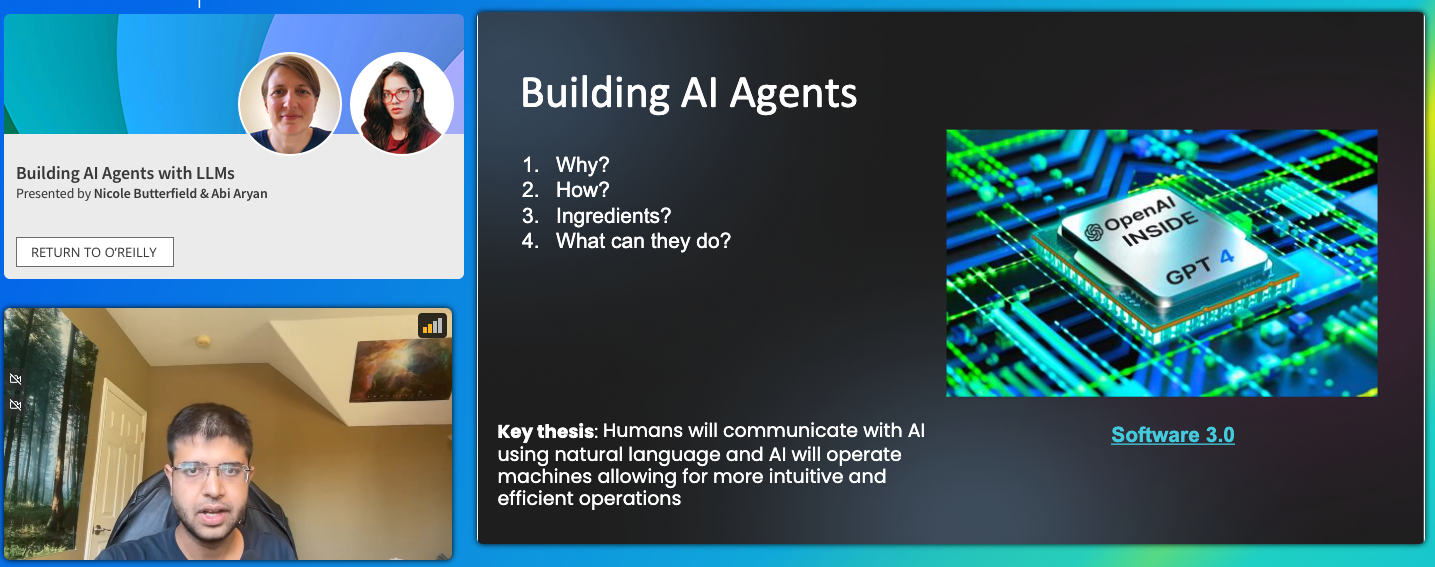 Building AI Agents with LLMs
Presented by Nicole Butterfield & Abi Aryan
RETURN TO O'REILLY
Building AI Agents
1. Why?
2. How?
3. Ingredients?
4. What can they do?
OpenAI
INSIDE
GPT 4
Key thesis: Humans will communicate with AI
using natural language and AI will operate
machines allowing for more intuitive and
efficient operations
Software 3.0